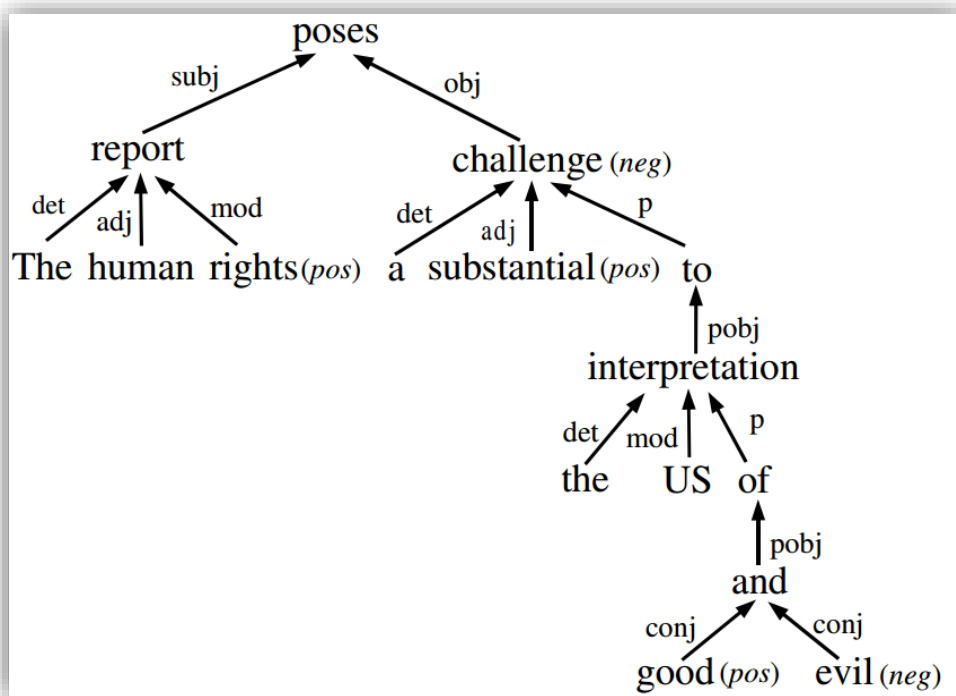 poses
subj obj
report challenge (neg)
det adj mod det adj p
The human rights (pos) a substantial (pos) to
pobj
interpretation
det mod p
the US of
pobj
and
conj conj
good (pos) evil (neg)